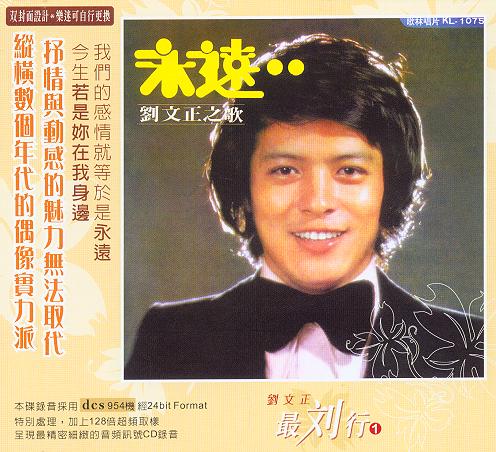 双封面設計●樂迷可自行更換
歌林唱片 KL-1075
永遠••
劉文正之歌
我們的感情就等於是永遠
今生若是妳在我身邊
抒情與動感的魅力無法取代
縱橫數個年代的偶像實力派
本碟錄音採用 dcs 954機 經24bit Format
特別處理，加上128倍超頻取樣
呈現最精密細緻的音頻訊號CD錄音
劉文正
最刘行1